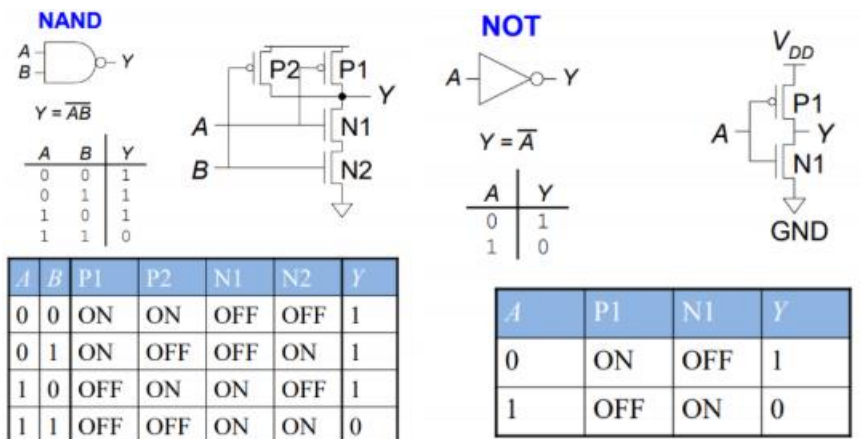 NAND
A
B
Y
Y = A̅B̅
A B Y
0 0 1
0 1 1
1 0 1
1 1 0
P2 P1
Y
A N1
B N2
A B P1 P2 N1 N2 Y
0 0 ON ON OFF OFF 1
0 1 ON OFF OFF ON 1
1 0 OFF ON ON OFF 1
1 1 OFF OFF ON ON 0
NOT
A Y
Y = A̅
A Y
0 1
1 0
VDD
P1
A Y
N1
GND
A P1 N1 Y
0 ON OFF 1
1 OFF ON 0